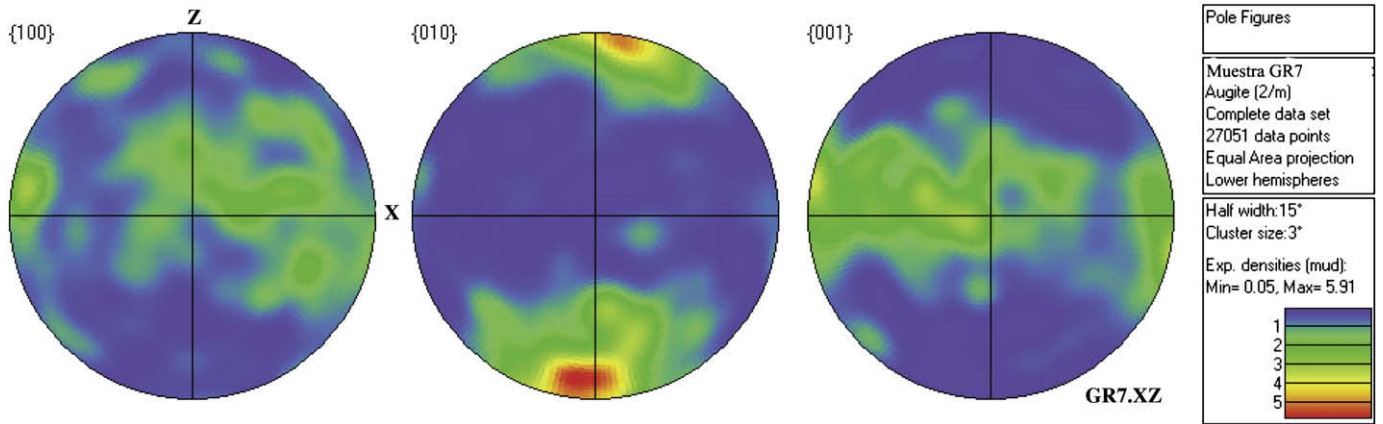 {100}
Z
{010}
{001}
X
GR7.XZ
Pole Figures
Muestra GR7 :
Augite (2/m)
Complete data set
27051 data points
Equal Area projection
Lower hemispheres
Half width:15°
Cluster size:3°
Exp. densities (mud):
Min= 0.05, Max= 5.91
1
2
3
4
5